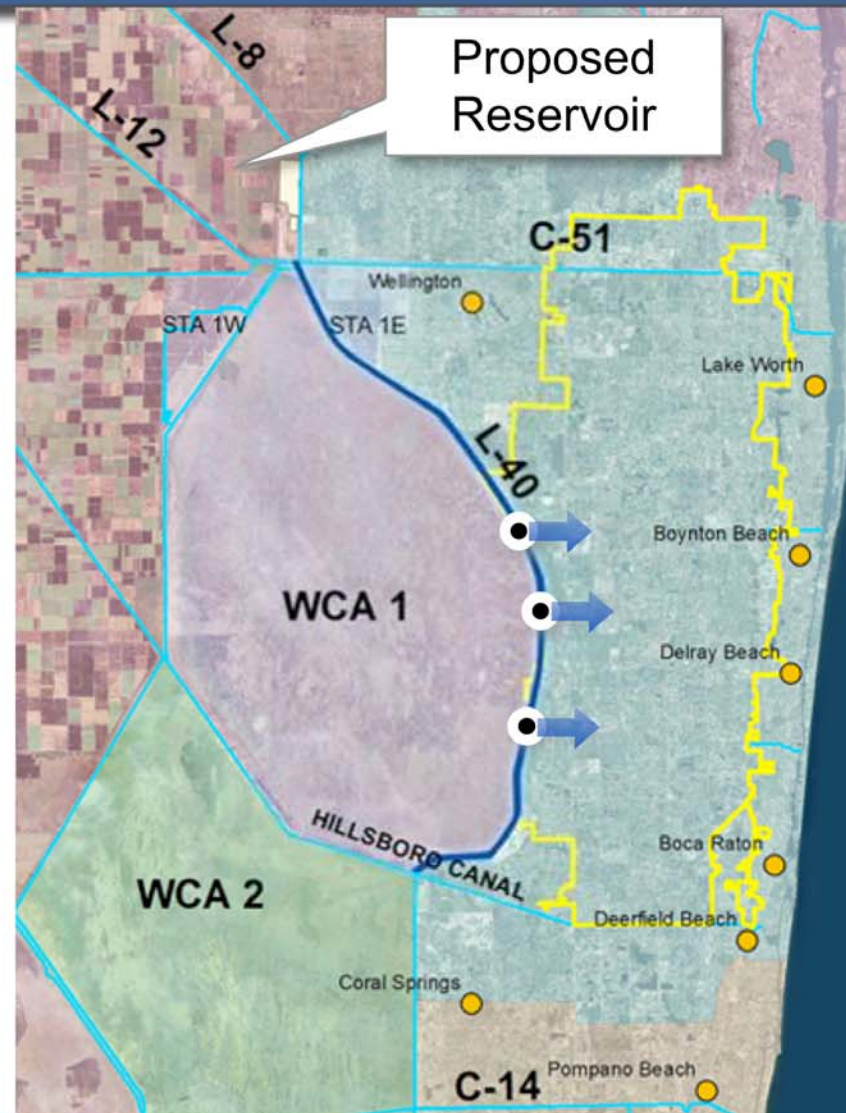 Proposed
Reservoir
L-8
L-12
C-51
Wellington
STA 1W
STA 1E
Lake Worth
L-40
Boynton Beach
WCA 1
Delray Beach
HILLSBORO CANAL
Boca Raton
WCA 2
Deerfield Beach
Coral Springs
Pompano Beach
C-14